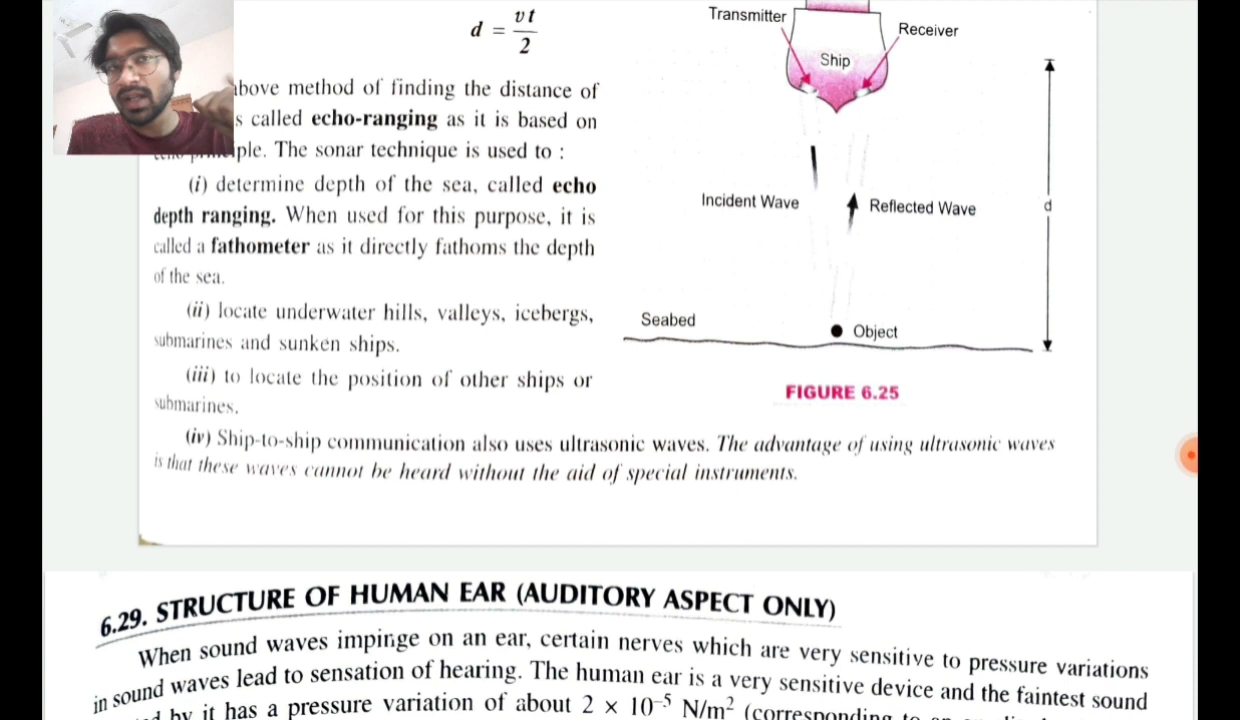 d = vt/2
above method of finding the distance of
s called echo-ranging as it is based on
iple. The sonar technique is used to :
(i) determine depth of the sea, called echo
depth ranging. When used for this purpose, it is
called a fathometer as it directly fathoms the depth
of the sea.
(ii) locate underwater hills, valleys, icebergs,
submarines and sunken ships.
(iii) to locate the position of other ships or
submarines.
Transmitter
Receiver
Ship
Incident Wave
Reflected Wave
d
Seabed
Object
FIGURE 6.25
(iv) Ship-to-ship communication also uses ultrasonic waves. The advantage of using ultrasonic waves
is that these waves cannot be heard without the aid of special instruments.
6.29. STRUCTURE OF HUMAN EAR (AUDITORY ASPECT ONLY)
When sound waves impinge on an ear, certain nerves which are very sensitive to pressure variations
in sound waves lead to sensation of hearing. The human ear is a very sensitive device and the faintest sound
by it has a pressure variation of about 2 × 10⁻⁵ N/m² (corresponding to